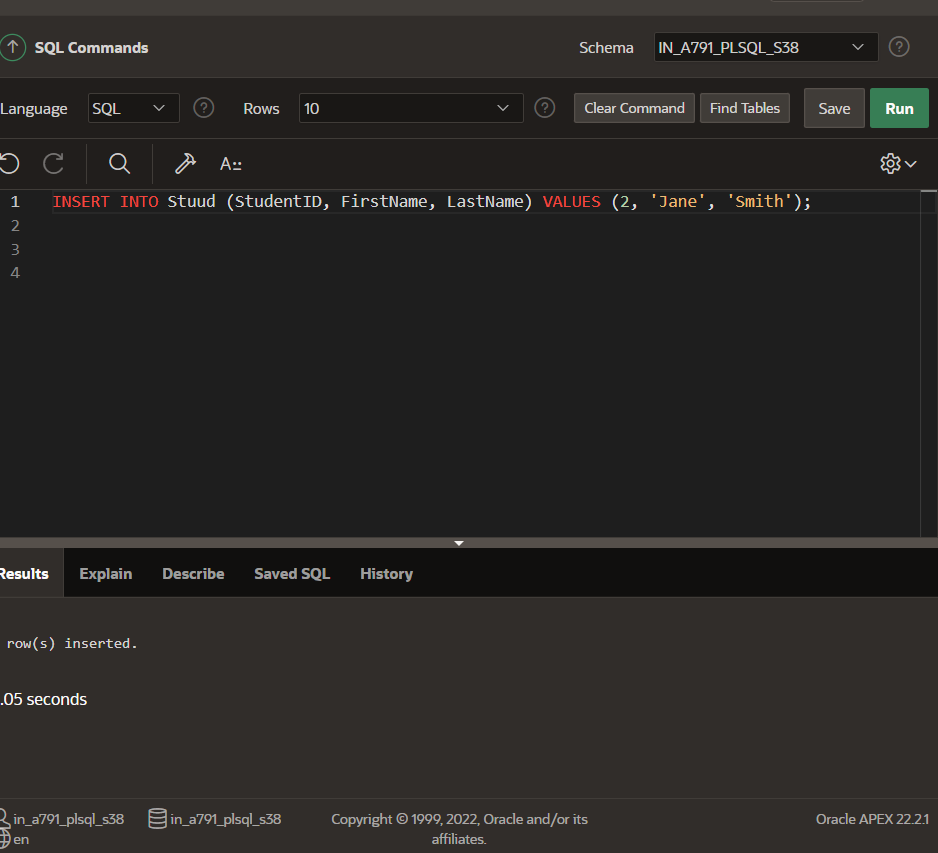 SQL Commands
Schema
IN_A791_PLSQL_S38
Language
SQL
Rows
10
Clear Command
Find Tables
Save
Run
A::
1 INSERT INTO Stuud (StudentID, FirstName, LastName) VALUES (2, 'Jane', 'Smith');
2
3
4
Results
Explain
Describe
Saved SQL
History
row(s) inserted.
.05 seconds
in_a791_plsql_s38
in_a791_plsql_s38
Copyright © 1999, 2022, Oracle and/or its
affiliates.
Oracle APEX 22.2.1
en